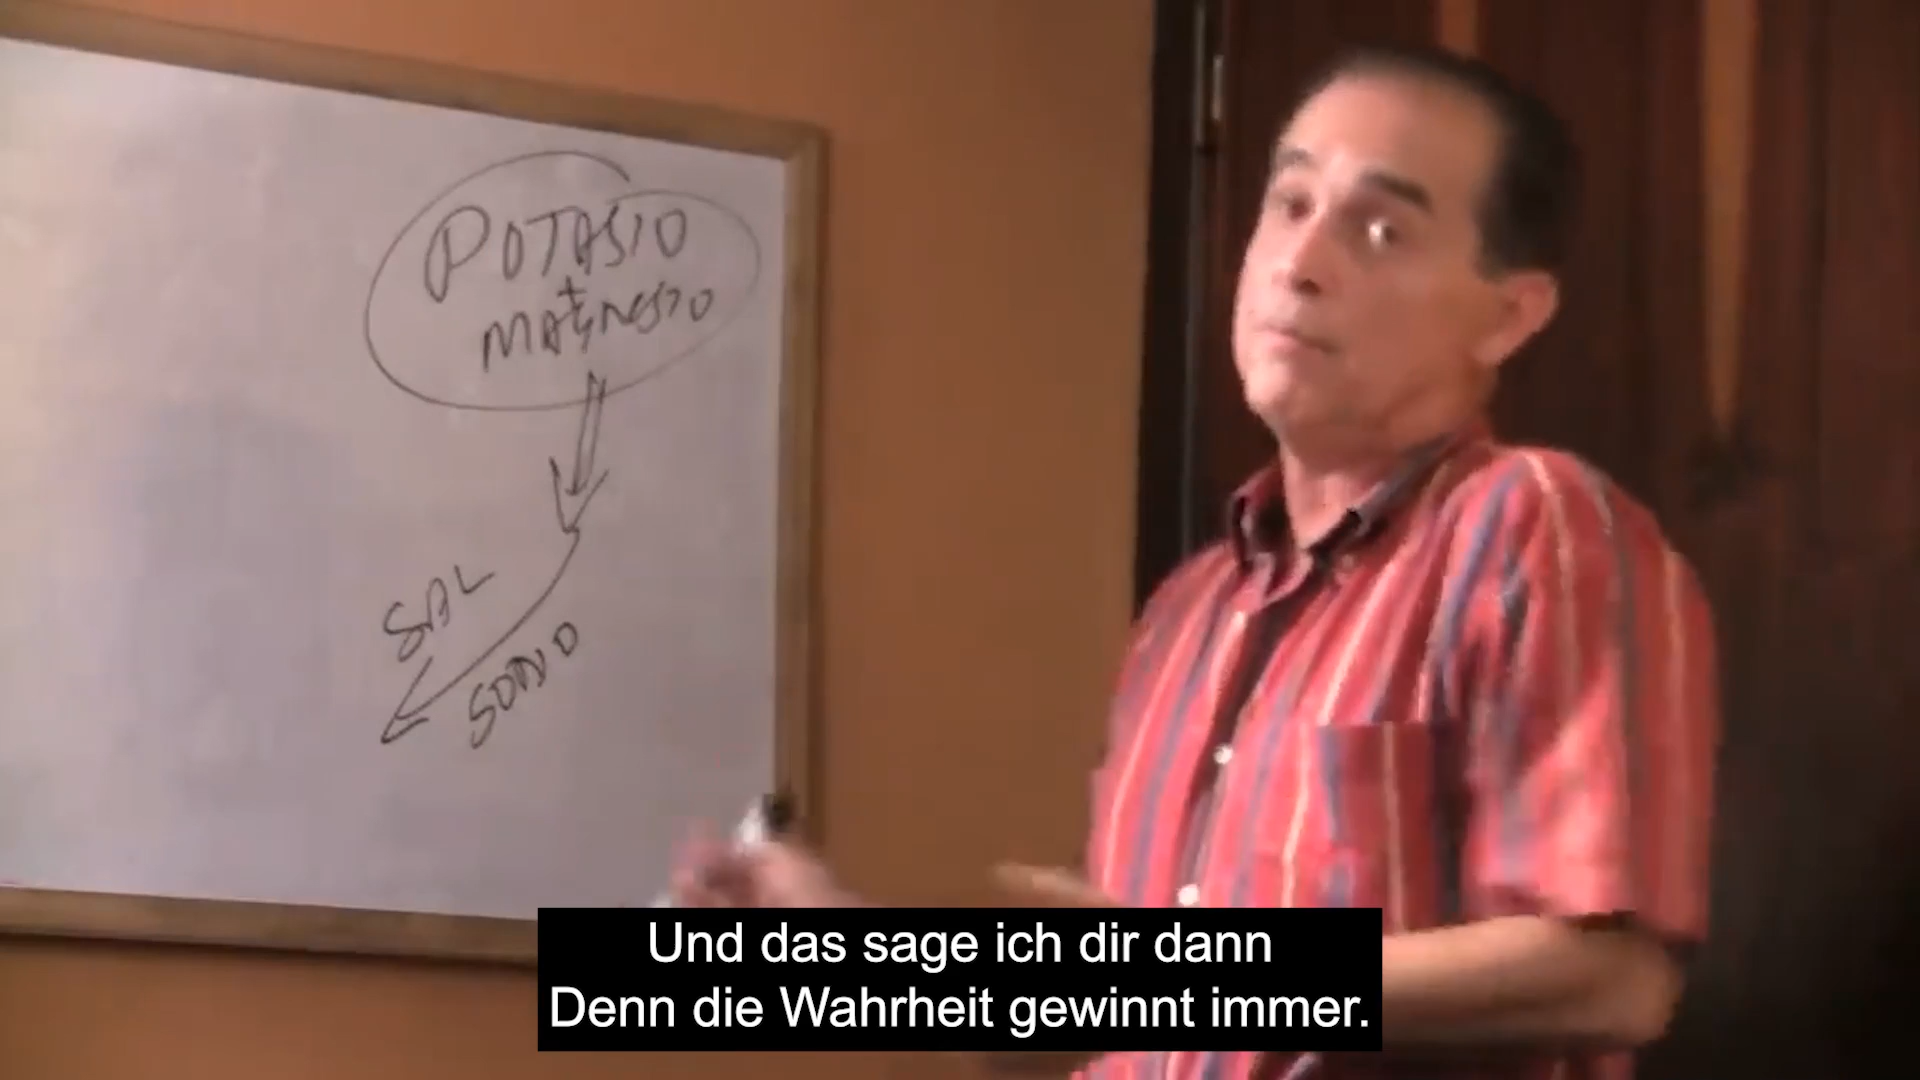 POTASIO
+
MAGNESIO
SAL
SODIO
Und das sage ich dir dann
Denn die Wahrheit gewinnt immer.